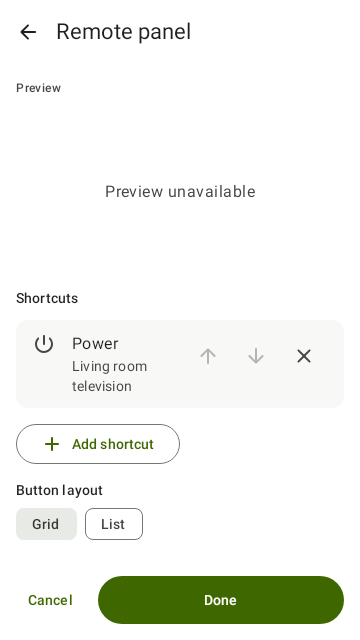 Remote panel
Preview
Preview unavailable
Shortcuts
Power
Living room
television
Add shortcut
Button layout
Grid
List
Cancel
Done